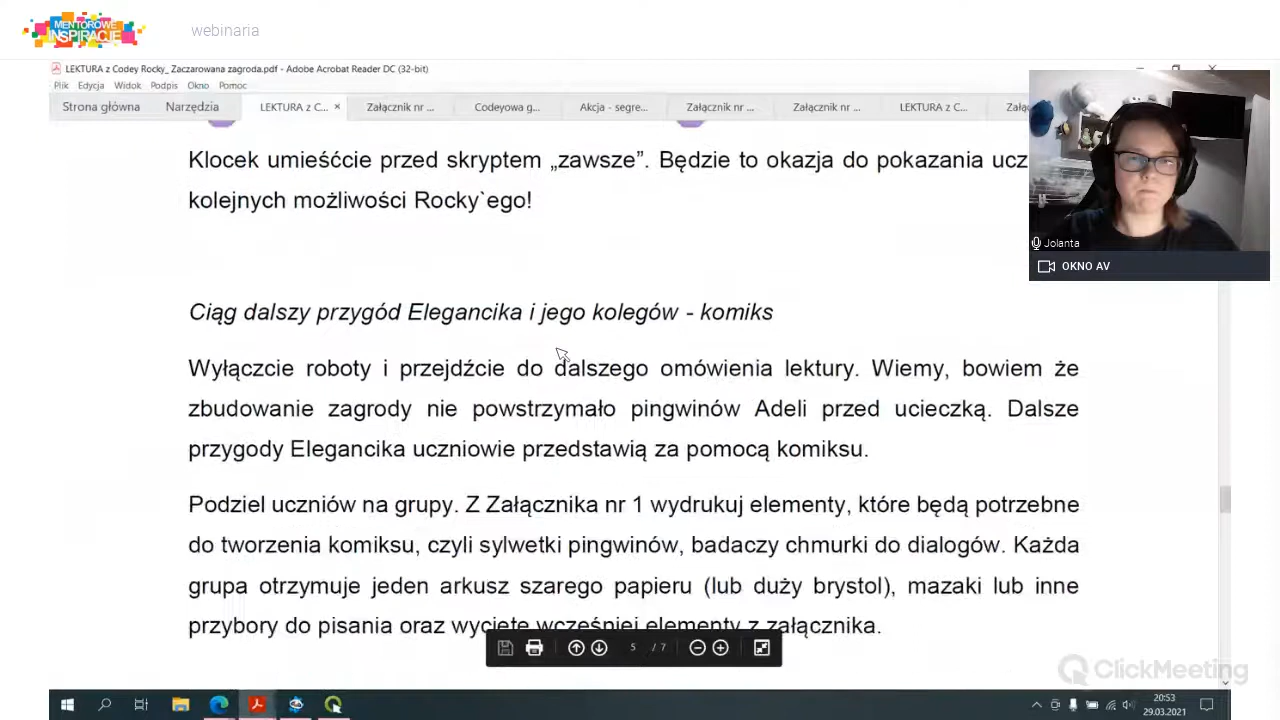 MENTOROWE
INSPIRACJE
webinaria
LEKTURA z Codey Rocky_ Zaczarowana zagroda.pdf - Adobe Acrobat Reader DC (32-bit)
Plik Edycja Widok Podpis Okno Pomoc
Strona główna Narzędzia LEKTURA z C... × Załącznik nr ... Codeyowa g... Akcja - segre... Załącznik nr ... Załącznik nr ... LEKTURA z C...
Klocek umieśćcie przed skryptem „zawsze”. Będzie to okazja do pokazania
kolejnych możliwości Rocky`ego!
Jolanta
OKNO AV
Ciąg dalszy przygód Elegancika i jego kolegów - komiks
Wyłączcie roboty i przejdźcie do dalszego omówienia lektury. Wiemy, bowiem że
zbudowanie zagrody nie powstrzymało pingwinów Adeli przed ucieczką. Dalsze
przygody Elegancika uczniowie przedstawią za pomocą komiksu.
Podziel uczniów na grupy. Z Załącznika nr 1 wydrukuj elementy, które będą potrzebne
do tworzenia komiksu, czyli sylwetki pingwinów, badaczy chmurki do dialogów. Każda
grupa otrzymuje jeden arkusz szarego papieru (lub duży brystol), mazaki lub inne
przybory do pisania oraz wycięte wcześniej elementy z załącznika.
5 / 7
ClickMeeting
20:53
29.03.2021